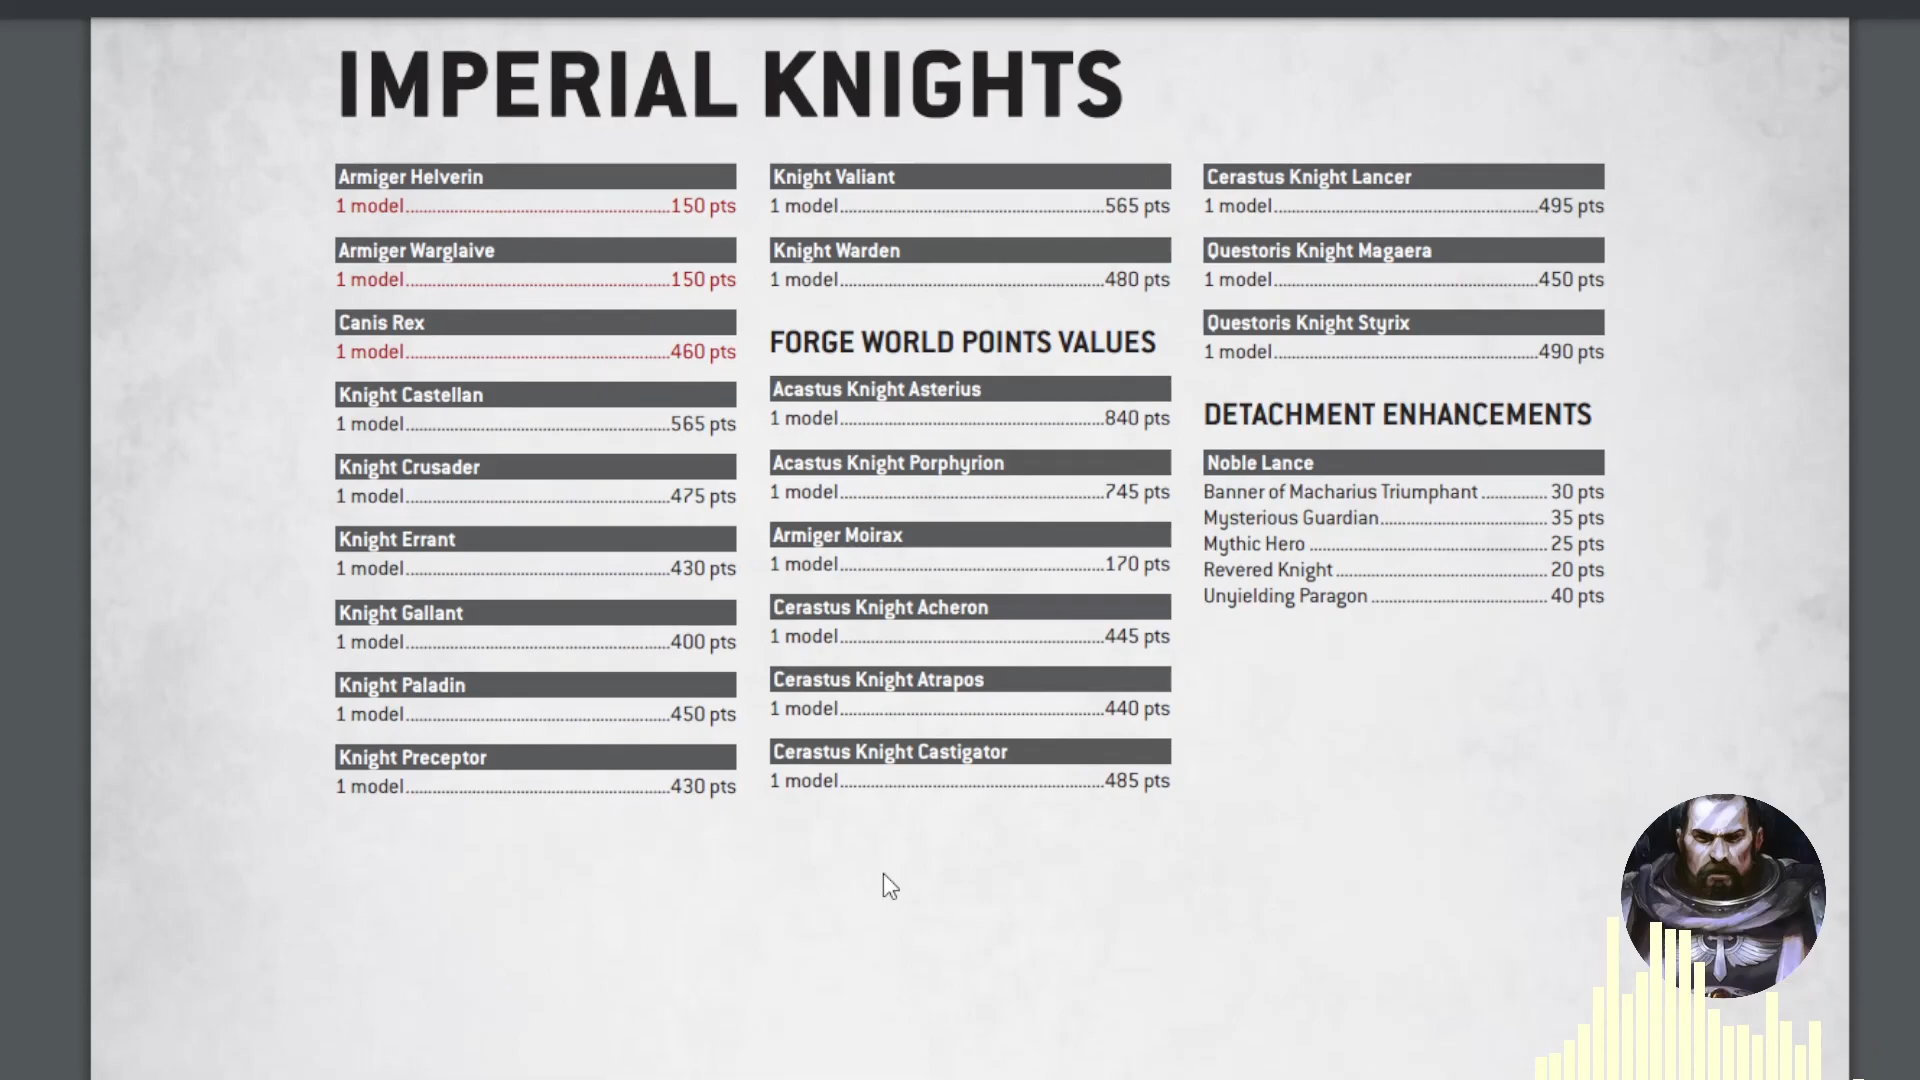 IMPERIAL KNIGHTS
Armiger Helverin
1 model 150 pts
Armiger Warglaive
1 model 150 pts
Canis Rex
1 model 460 pts
Knight Castellan
1 model 565 pts
Knight Crusader
1 model 475 pts
Knight Errant
1 model 430 pts
Knight Gallant
1 model 400 pts
Knight Paladin
1 model 450 pts
Knight Preceptor
1 model 430 pts
Knight Valiant
1 model 565 pts
Knight Warden
1 model 480 pts
FORGE WORLD POINTS VALUES
Acastus Knight Asterius
1 model 840 pts
Acastus Knight Porphyrion
1 model 745 pts
Armiger Moirax
1 model 170 pts
Cerastus Knight Acheron
1 model 445 pts
Cerastus Knight Atrapos
1 model 440 pts
Cerastus Knight Castigator
1 model 485 pts
Cerastus Knight Lancer
1 model 495 pts
Questoris Knight Magaera
1 model 450 pts
Questoris Knight Styrix
1 model 490 pts
DETACHMENT ENHANCEMENTS
Noble Lance
Banner of Macharius Triumphant 30 pts
Mysterious Guardian 35 pts
Mythic Hero 25 pts
Revered Knight 20 pts
Unyielding Paragon 40 pts